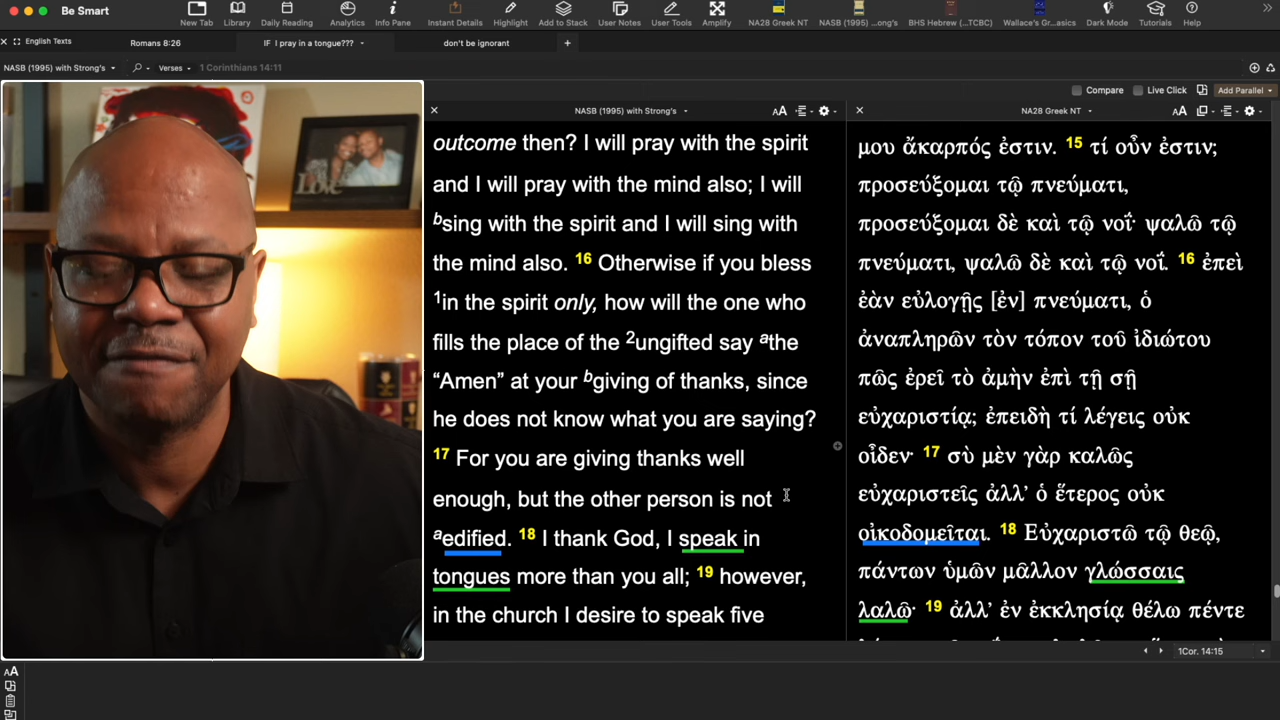 Be Smart
New Tab
Library
Daily Reading
Analytics
Info Pane
Instant Details
Highlight
Add to Stack
User Notes
User Tools
Amplify
NA28 Greek NT
NASB (1995) ...ong's
BHS Hebrew (...TCBC)
Wallace's Gr...asics
Dark Mode
Tutorials
Help
English Texts
Romans 8:26
IF I pray in a tongue???
don't be ignorant
NASB (1995) with Strong's
Verses
1 Corinthians 14:11
Compare
Live Click
Add Parallel
NASB (1995) with Strong's
AA
NA28 Greek NT
AA
Love
outcome then? I will pray with the spirit
and I will pray with the mind also; I will
bsing with the spirit and I will sing with
the mind also. 16 Otherwise if you bless
1in the spirit only, how will the one who
fills the place of the 2ungifted say athe
“Amen” at your bgiving of thanks, since
he does not know what you are saying?
17 For you are giving thanks well
enough, but the other person is not
aedified. 18 I thank God, I speak in
tongues more than you all; 19 however,
in the church I desire to speak five
μου ἄκαρπός ἐστιν. 15 τί οὖν ἐστιν;
προσεύξομαι τῷ πνεύματι,
προσεύξομαι δὲ καὶ τῷ νοΐ· ψαλῶ τῷ
πνεύματι, ψαλῶ δὲ καὶ τῷ νοΐ. 16 ἐπεὶ
ἐὰν εὐλογῇς [ἐν] πνεύματι, ὁ
ἀναπληρῶν τὸν τόπον τοῦ ἰδιώτου
πῶς ἐρεῖ τὸ ἀμὴν ἐπὶ τῇ σῇ
εὐχαριστίᾳ; ἐπειδὴ τί λέγεις οὐκ
οἶδεν· 17 σὺ μὲν γὰρ καλῶς
εὐχαριστεῖς ἀλλ’ ὁ ἕτερος οὐκ
οἰκοδομεῖται. 18 Εὐχαριστῶ τῷ θεῷ,
πάντων ὑμῶν μᾶλλον γλώσσαις
λαλῶ· 19 ἀλλ’ ἐν ἐκκλησίᾳ θέλω πέντε
1Cor. 14:15
AA